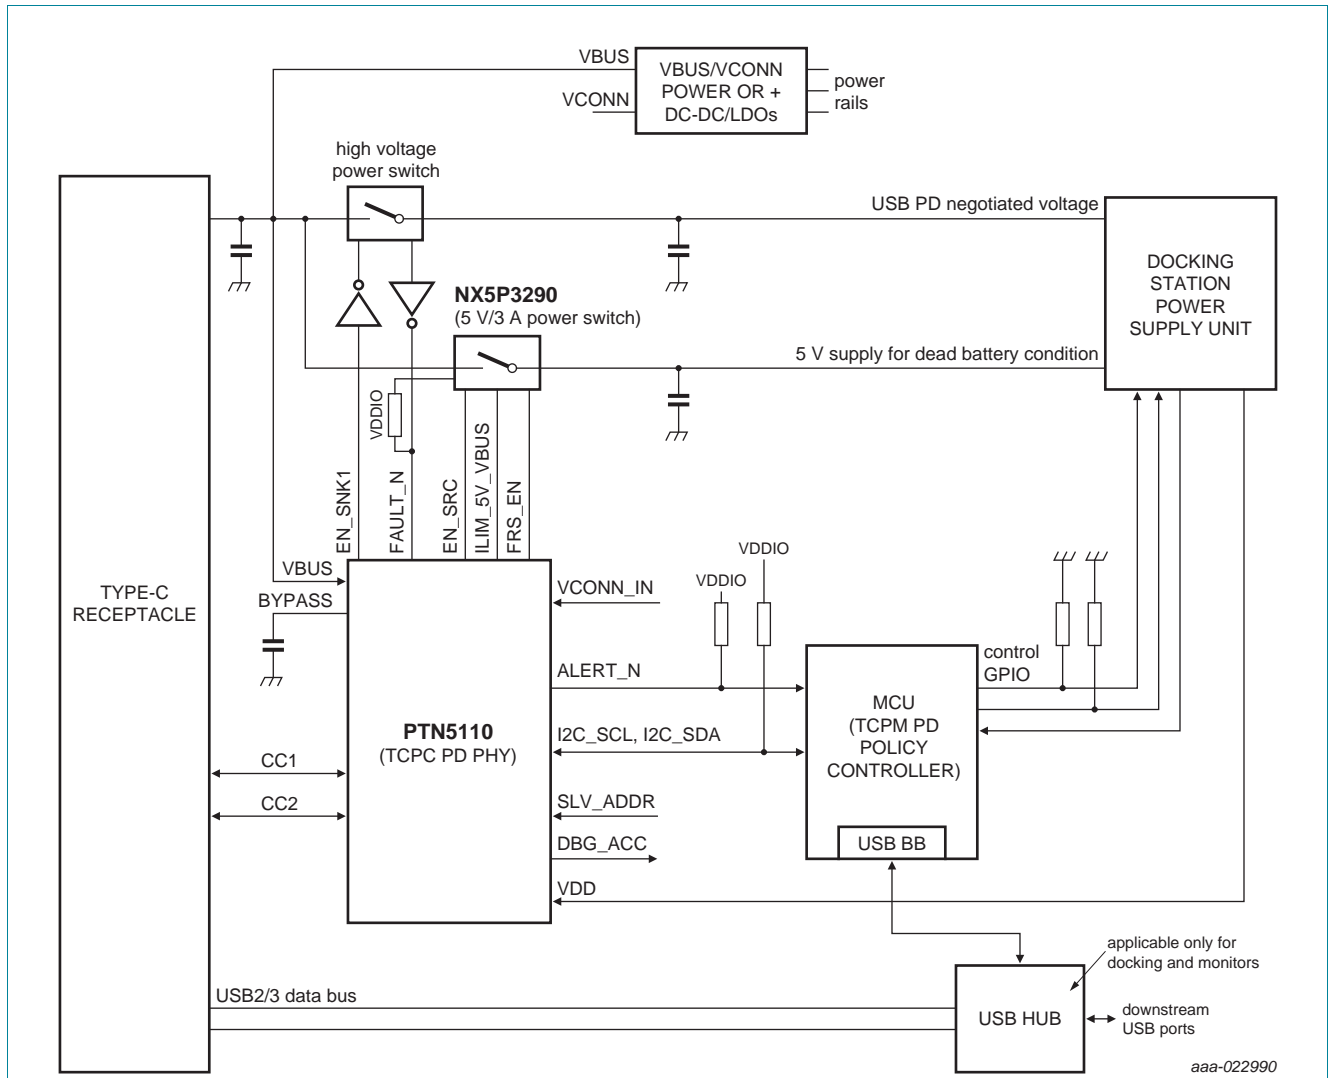 VBUS
VCONN
VBUS/VCONN
POWER OR +
DC-DC/LDOs
power
rails
high voltage
power switch
USB PD negotiated voltage
DOCKING
STATION
POWER
SUPPLY UNIT
NX5P3290
(5 V/3 A power switch)
5 V supply for dead battery condition
VDDIO
EN_SNK1
FAULT_N
EN_SRC
ILIM_5V_VBUS
FRS_EN
TYPE-C
RECEPTACLE
VBUS
BYPASS
VCONN_IN
VDDIO
VDDIO
ALERT_N
control
GPIO
PTN5110
(TCPC PD PHY)
I2C_SCL, I2C_SDA
MCU
(TCPM PD
POLICY
CONTROLLER)
CC1
CC2
SLV_ADDR
DBG_ACC
VDD
USB BB
applicable only for
docking and monitors
USB2/3 data bus
USB HUB
downstream
USB ports
aaa-022990